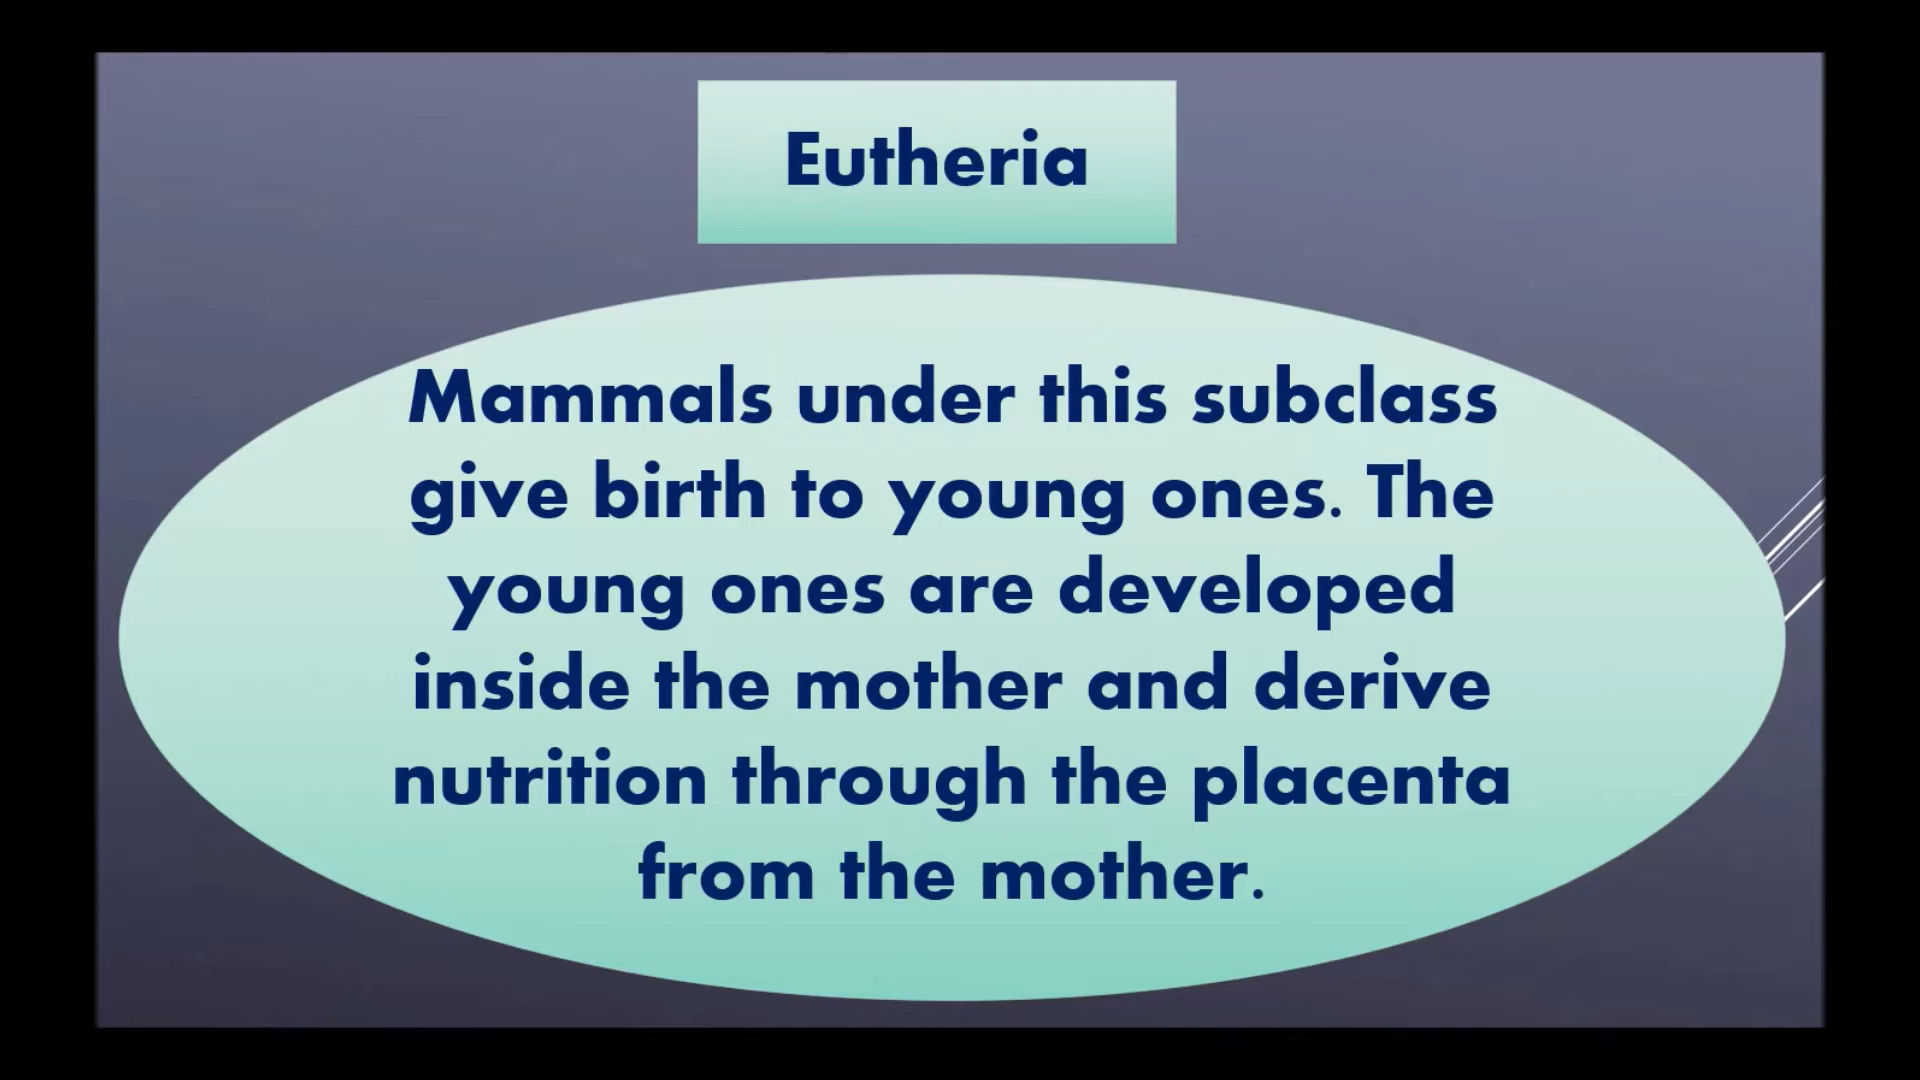 Eutheria
Mammals under this subclass
give birth to young ones. The
young ones are developed
inside the mother and derive
nutrition through the placenta
from the mother.